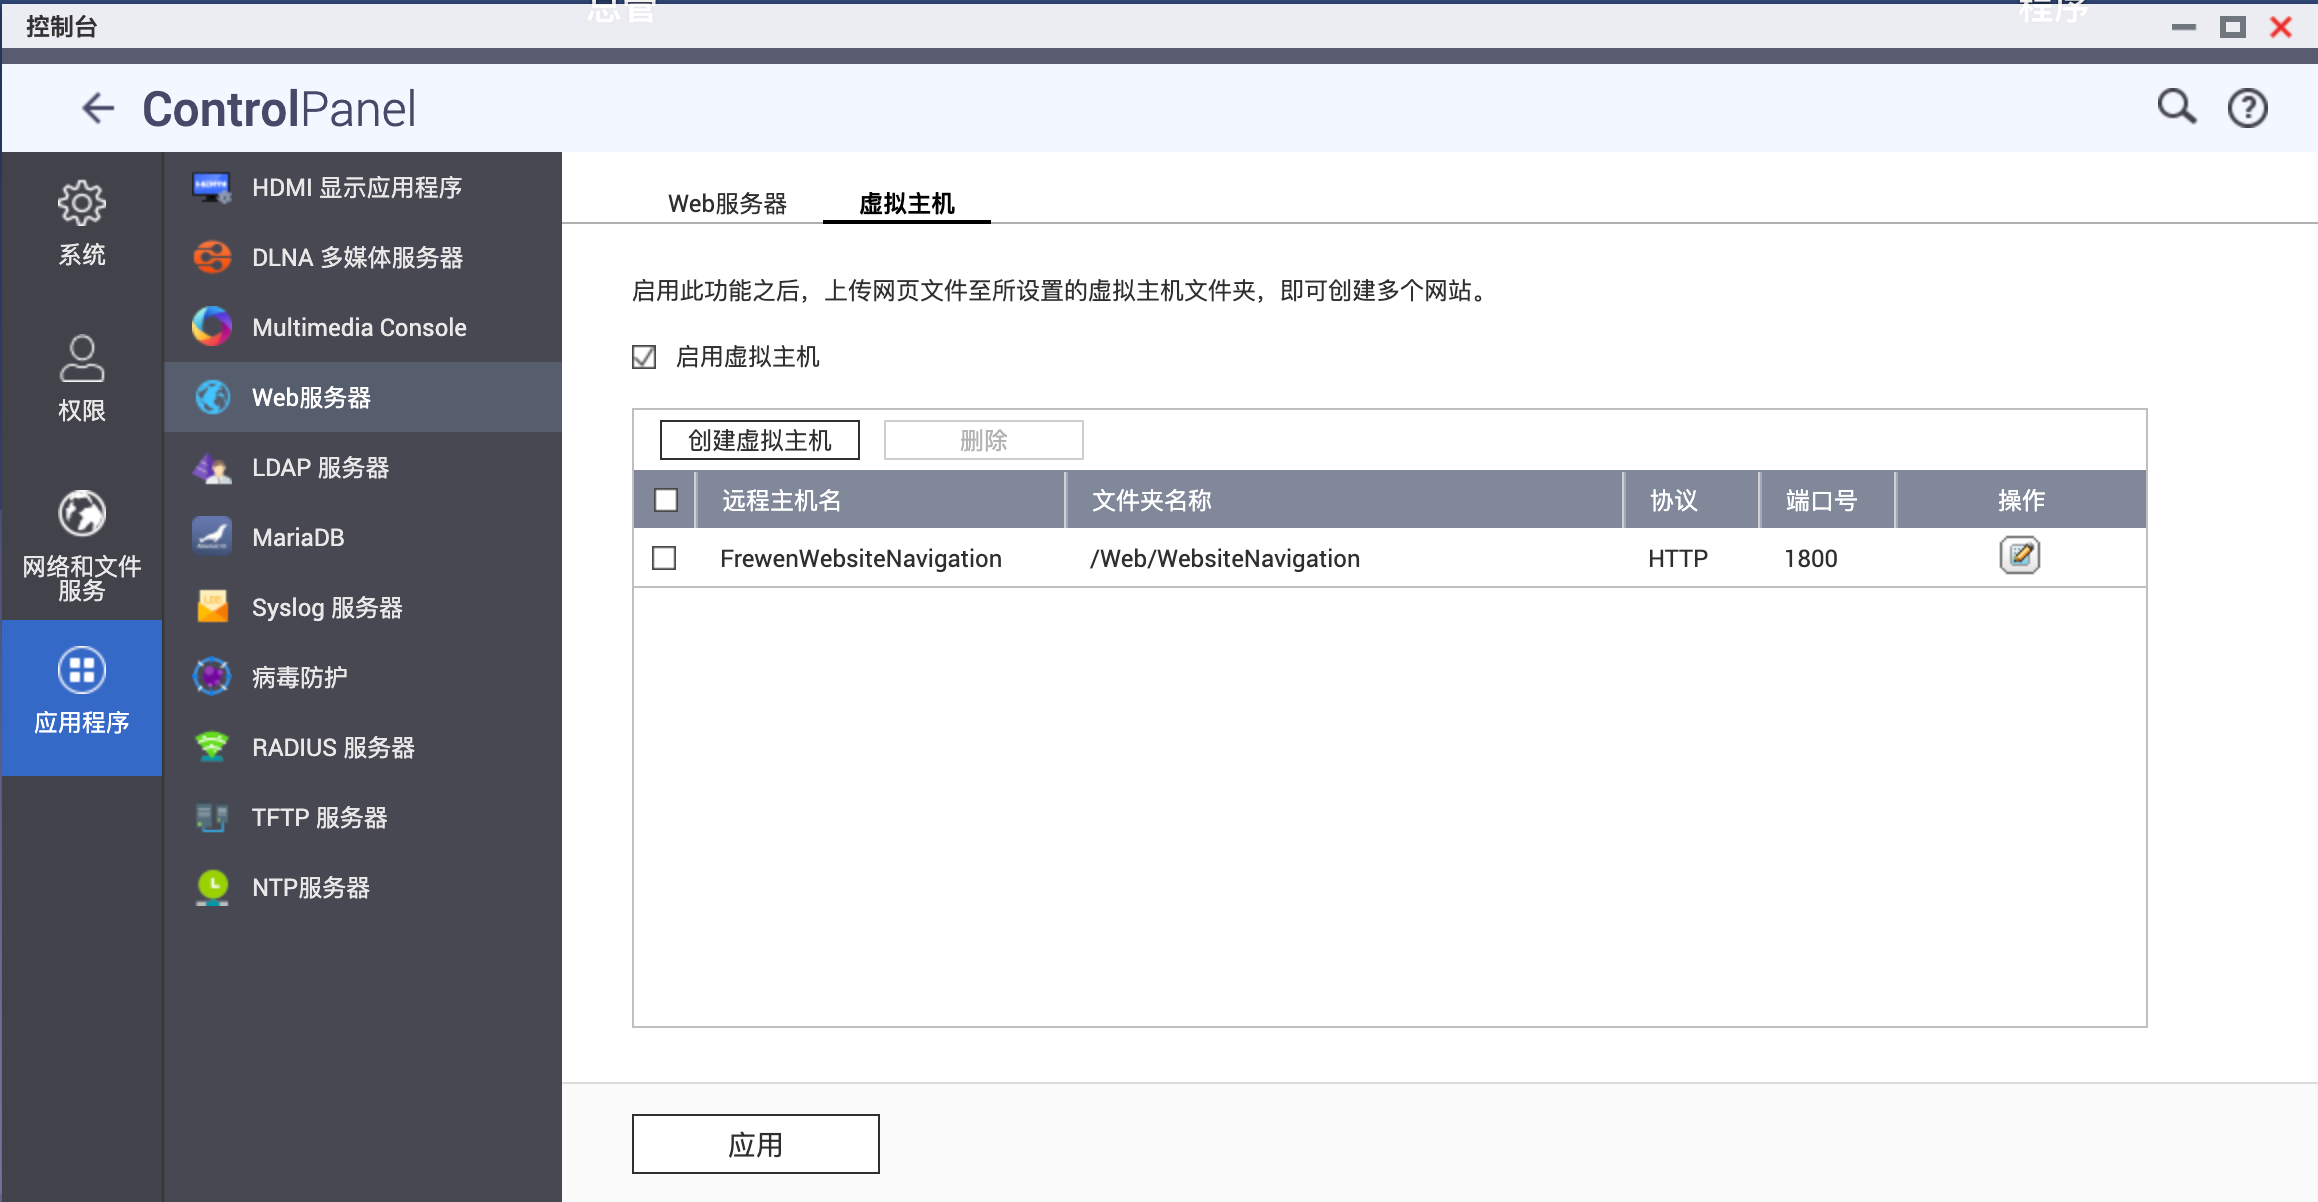 控制台
ControlPanel
系统
权限
网络和文件
服务
应用程序
HDMI 显示应用程序
DLNA 多媒体服务器
Multimedia Console
Web服务器
LDAP 服务器
MariaDB
Syslog 服务器
病毒防护
RADIUS 服务器
TFTP 服务器
NTP服务器
Web服务器 虚拟主机
启用此功能之后，上传网页文件至所设置的虚拟主机文件夹，即可创建多个网站。
启用虚拟主机
创建虚拟主机 删除
远程主机名 文件夹名称 协议 端口号 操作
FrewenWebsiteNavigation /Web/WebsiteNavigation HTTP 1800
应用